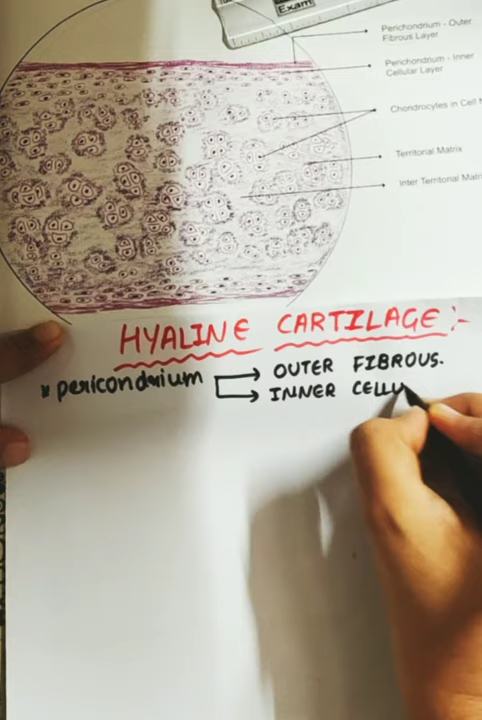 Exam
Perichondrium - Outer
Fibrous Layer
Perichondrium - Inner
Cellular Layer
Chondrocytes in Cell
Territorial Matrix
Inter Territorial Matri
HYALINE CARTILAGE :-
* pericondrium → OUTER FIBROUS.
→ INNER CELLU